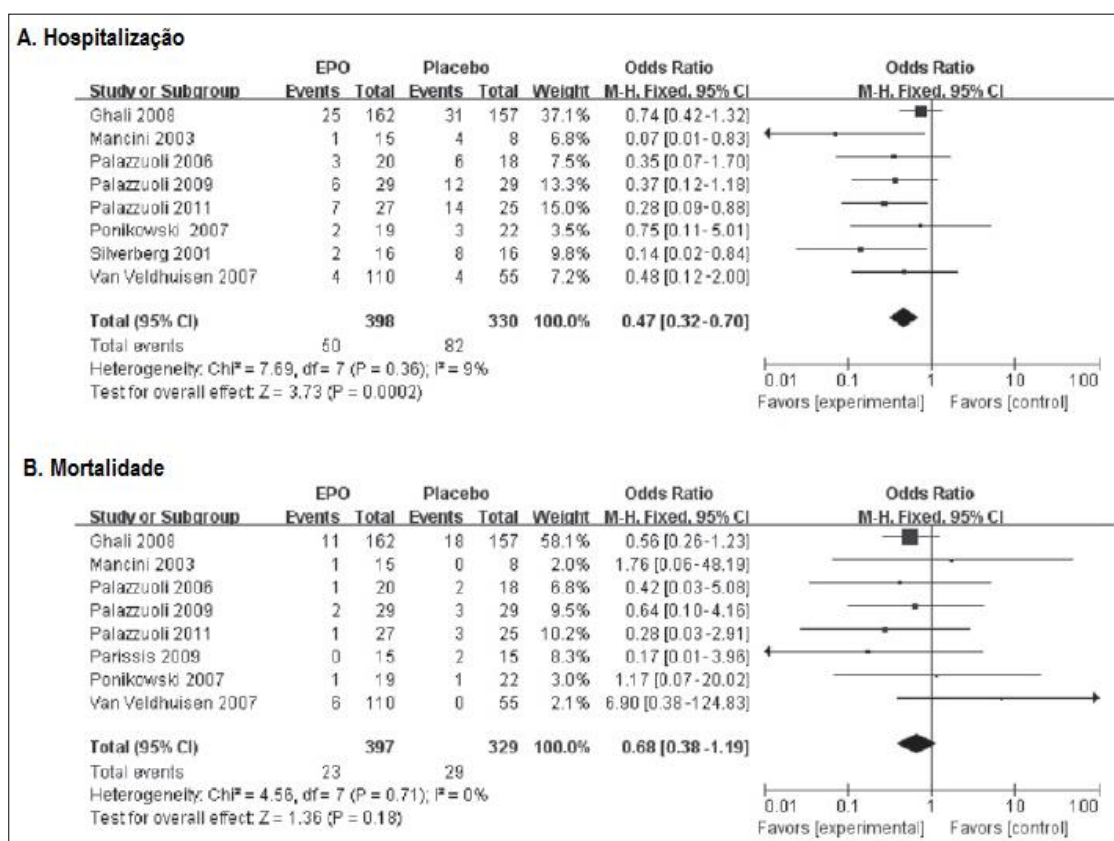 A. Hospitalização
EPO Placebo Odds Ratio Odds Ratio
Study or Subgroup Events Total Events Total Weight M-H, Fixed, 95% CI M-H, Fixed, 95% CI
Ghali 2008 25 162 31 157 37.1% 0.74 [0.42-1.32]
Mancini 2003 1 15 4 8 6.8% 0.07 [0.01-0.83]
Palazzuoli 2006 3 20 6 18 7.5% 0.35 [0.07-1.70]
Palazzuoli 2009 6 29 12 29 13.3% 0.37 [0.12-1.18]
Palazzuoli 2011 7 27 14 25 15.0% 0.28 [0.09-0.88]
Ponikowski 2007 2 19 3 22 3.5% 0.75 [0.11-5.01]
Silverberg 2001 2 16 8 16 9.8% 0.14 [0.02-0.84]
Van Veldhuisen 2007 4 110 4 55 7.2% 0.48 [0.12-2.00]
Total (95% CI) 398 330 100.0% 0.47 [0.32-0.70]
Total events 50 82
Heterogeneity: Chi² = 7.69, df = 7 (P = 0.36); I² = 9%
Test for overall effect: Z = 3.73 (P = 0.0002)
0.01 0.1 1 10 100
Favors [experimental] Favors [control]
B. Mortalidade
EPO Placebo Odds Ratio Odds Ratio
Study or Subgroup Events Total Events Total Weight M-H, Fixed, 95% CI M-H, Fixed, 95% CI
Ghali 2008 11 162 18 157 58.1% 0.56 [0.26-1.23]
Mancini 2003 1 15 0 8 2.0% 1.76 [0.06-48.19]
Palazzuoli 2006 1 20 2 18 6.8% 0.42 [0.03-5.08]
Palazzuoli 2009 2 29 3 29 9.5% 0.64 [0.10-4.16]
Palazzuoli 2011 1 27 3 25 10.2% 0.28 [0.03-2.91]
Parissis 2009 0 15 2 15 8.3% 0.17 [0.01-3.96]
Ponikowski 2007 1 19 1 22 3.0% 1.17 [0.07-20.02]
Van Veldhuisen 2007 6 110 0 55 2.1% 6.90 [0.38-124.83]
Total (95% CI) 397 329 100.0% 0.68 [0.38-1.19]
Total events 23 29
Heterogeneity: Chi² = 4.56, df = 7 (P = 0.71); I² = 0%
Test for overall effect: Z = 1.36 (P = 0.18)
0.01 0.1 1 10 100
Favors [experimental] Favors [control]